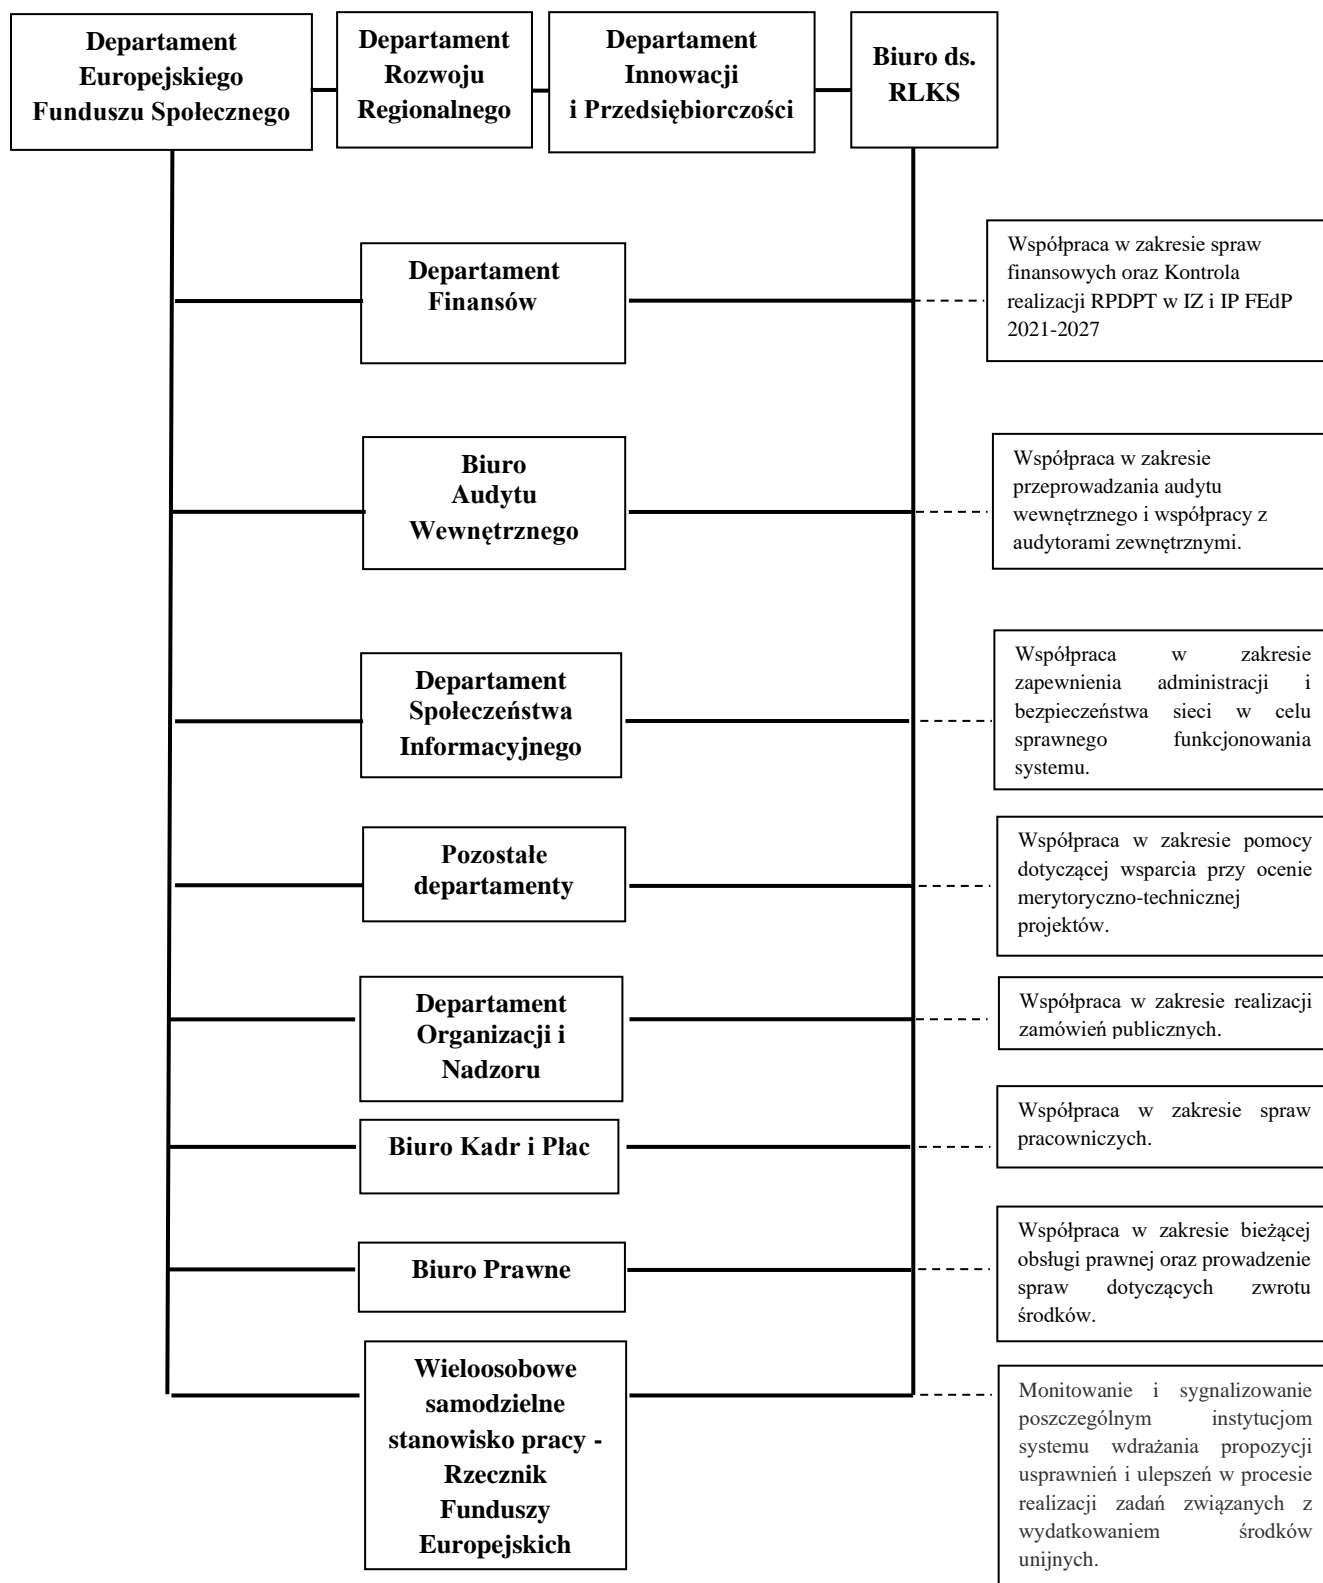 Departament
Europejskiego
Funduszu Społecznego
Departament
Rozwoju
Regionalnego
Departament
Innowacji
i Przedsiębiorczości
Biuro ds.
RLKS
Departament
Finansów
Współpraca w zakresie spraw
finansowych oraz Kontrola
realizacji RPDPT w IZ i IP FEdP
2021-2027
Biuro
Audytu
Wewnętrznego
Współpraca w zakresie
przeprowadzania audytu
wewnętrznego i współpracy z
audytorami zewnętrznymi.
Departament
Społeczeństwa
Informacyjnego
Współpraca w zakresie
zapewnienia administracji i
bezpieczeństwa sieci w celu
sprawnego funkcjonowania
systemu.
Pozostałe
departamenty
Współpraca w zakresie pomocy
dotyczącej wsparcia przy ocenie
merytoryczno-technicznej
projektów.
Departament
Organizacji i
Nadzoru
Współpraca w zakresie realizacji
zamówień publicznych.
Biuro Kadr i Płac
Współpraca w zakresie spraw
pracowniczych.
Biuro Prawne
Współpraca w zakresie bieżącej
obsługi prawnej oraz prowadzenie
spraw dotyczących zwrotu
środków.
Wieloosobowe
samodzielne
stanowisko pracy -
Rzecznik
Funduszy
Europejskich
Monitowanie i sygnalizowanie
poszczególnym instytucjom
systemu wdrażania propozycji
usprawnień i ulepszeń w procesie
realizacji zadań związanych z
wydatkowaniem środków
unijnych.